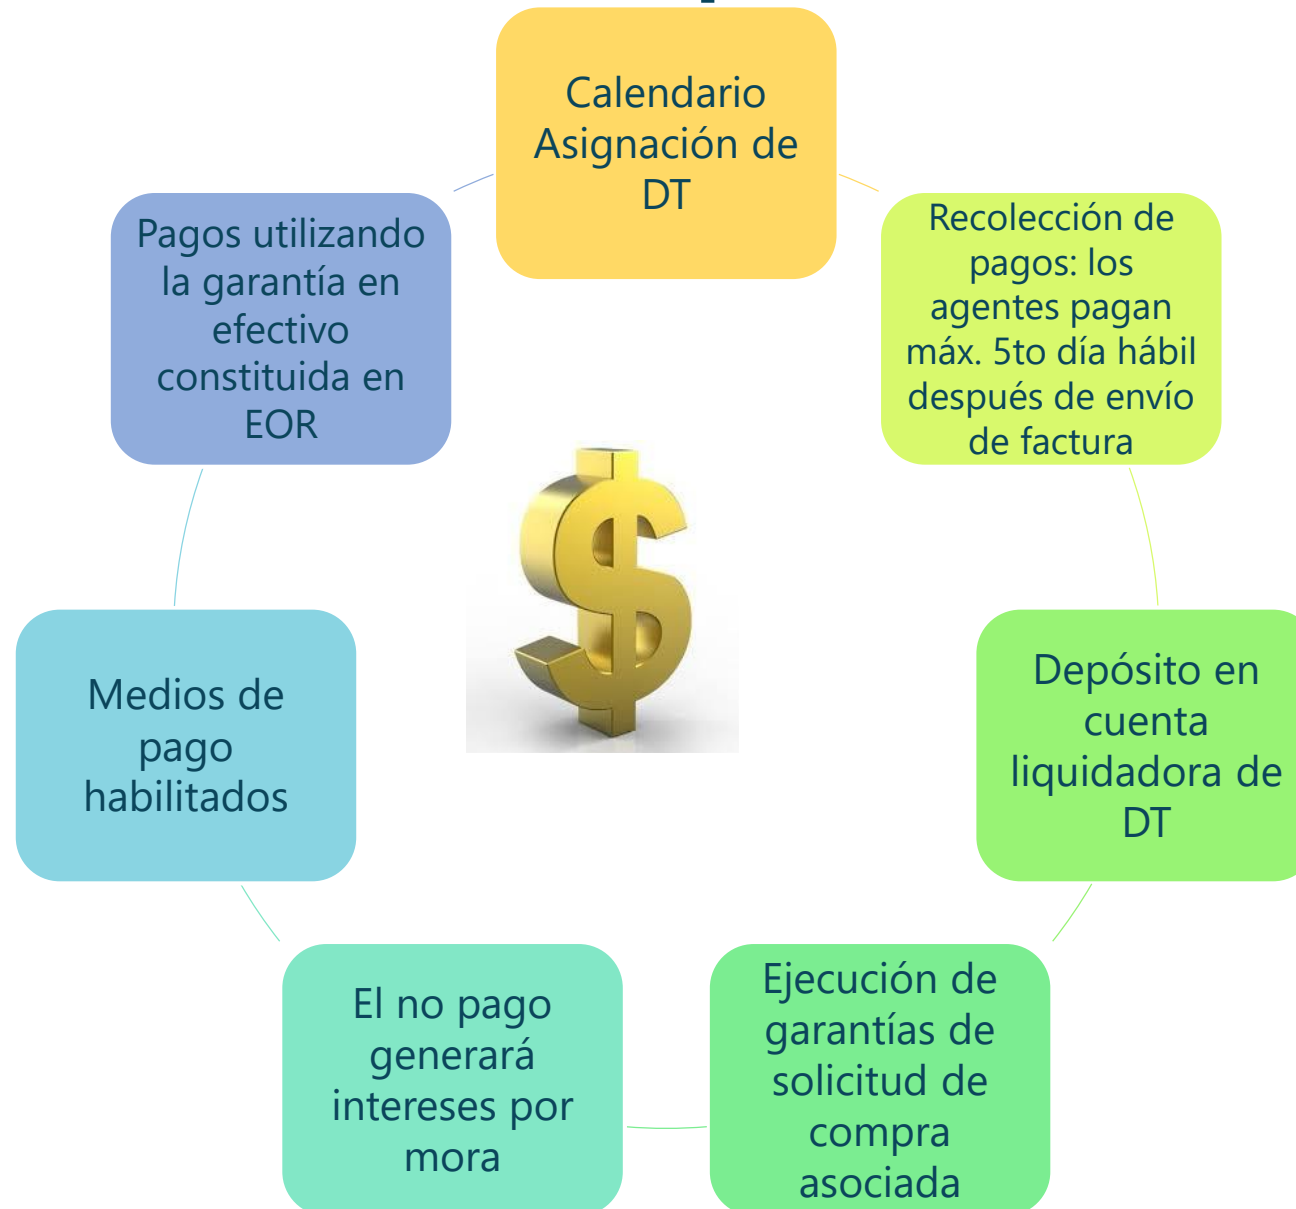 Calendario
Asignación de
DT
Recolección de
pagos: los
agentes pagan
máx. 5to día hábil
después de envío
de factura
Depósito en
cuenta
liquidadora de
DT
Ejecución de
garantías de
solicitud de
compra
asociada
El no pago
generará
intereses por
mora
Medios de
pago
habilitados
Pagos utilizando
la garantía en
efectivo
constituida en
EOR